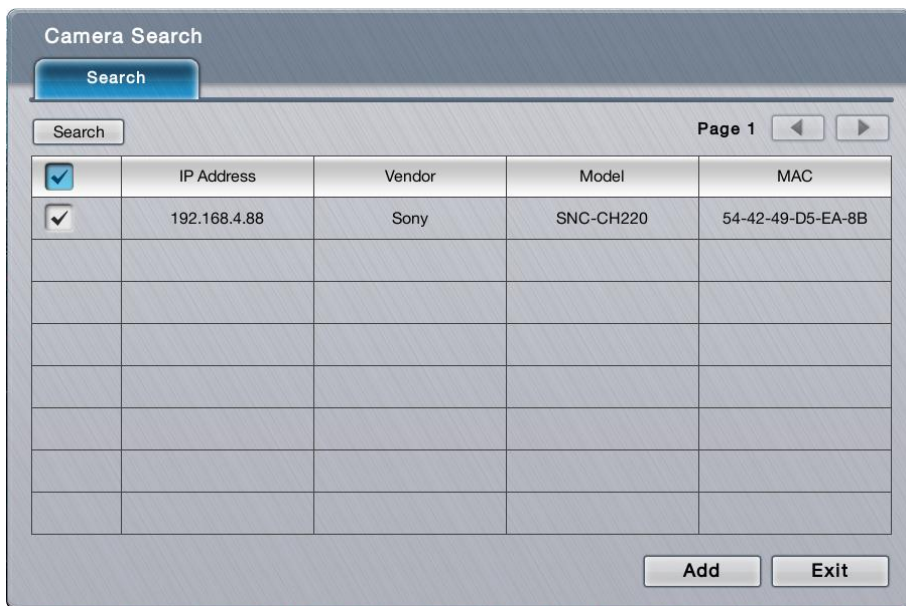 Camera Search
Search
Search Page 1
IP Address Vendor Model MAC
192.168.4.88 Sony SNC-CH220 54-42-49-D5-EA-8B
Add Exit